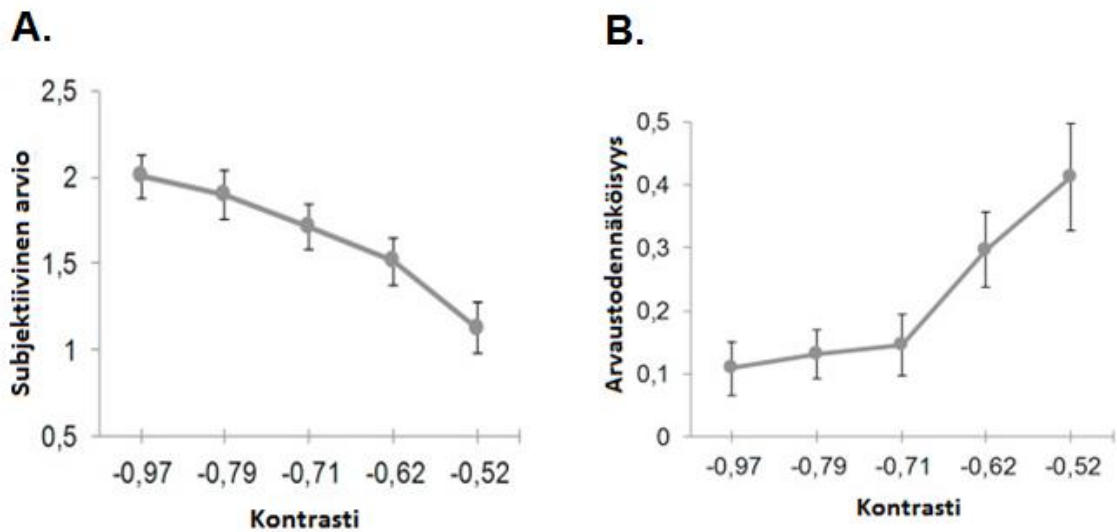 A.
Subjektiivinen arvio
2,5
2
1,5
1
0,5
-0,97 -0,79 -0,71 -0,62 -0,52
Kontrasti
B.
Arvaustodennäköisyys
0,5
0,4
0,3
0,2
0,1
0
-0,97 -0,79 -0,71 -0,62 -0,52
Kontrasti